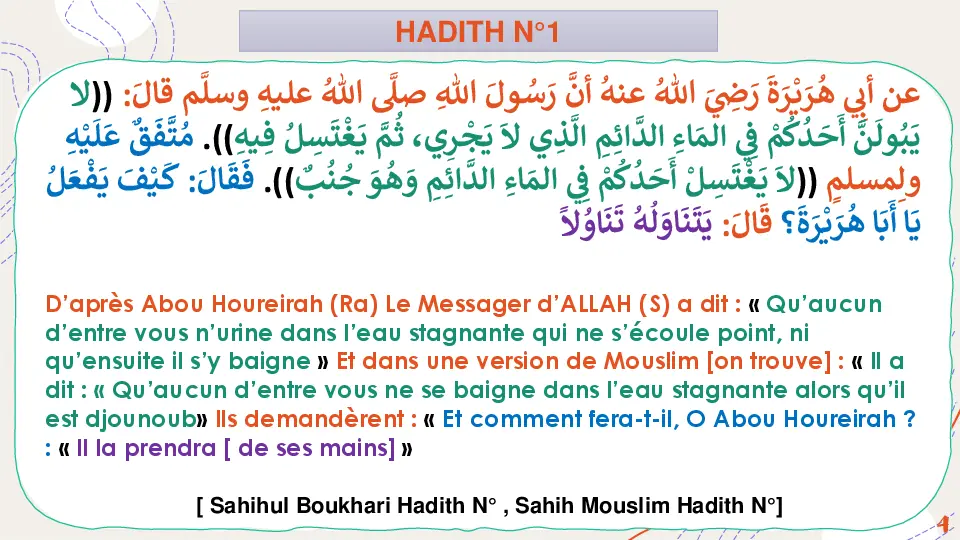 HADITH N°1
عن أبي هُرَيْرَةَ رَضِيَ اللهُ عنهُ أنَّ رَسُولَ اللهِ صلَّى اللهُ عليهِ وسلَّم قالَ: ((لا
يَبُولَنَّ أَحَدُكُمْ فِي المَاءِ الدَّائِمِ الَّذِي لاَ يَجْرِي، ثُمَّ يَغْتَسِلُ فِيهِ)). مُتَّفَقٌ عَلَيْهِ
ولِمسلمٍ ((لاَ يَغْتَسِلْ أَحَدُكُمْ فِي المَاءِ الدَّائِمِ وَهُوَ جُنُبٌ)). فَقَالَ: كَيْفَ يَفْعَلُ
يَا أَبَا هُرَيْرَةَ؟ قَالَ: يَتَنَاوَلُهُ تَنَاوُلاً
D’après Abou Houreirah (Ra) Le Messager d’ALLAH (S) a dit : « Qu’aucun
d’entre vous n’urine dans l’eau stagnante qui ne s’écoule point, ni
qu’ensuite il s’y baigne » Et dans une version de Mouslim [on trouve] : « Il a
dit : « Qu’aucun d’entre vous ne se baigne dans l’eau stagnante alors qu’il
est djounoub» Ils demandèrent : « Et comment fera-t-il, O Abou Houreirah ?
: « Il la prendra [ de ses mains] »
[ Sahihul Boukhari Hadith N° , Sahih Mouslim Hadith N°]
4